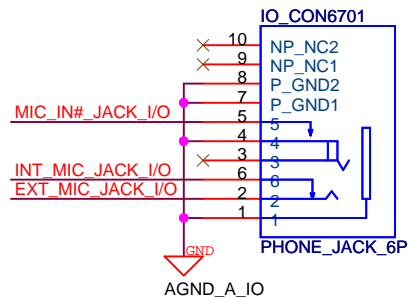 IO_CON6701
10 NP_NC2
9 NP_NC1
8 P_GND2
7 P_GND1
MIC_IN#_JACK_I/O 5 5
4 4
3 3
INT_MIC_JACK_I/O 6 6
EXT_MIC_JACK_I/O 2 2
1 1
GND
PHONE_JACK_6P
AGND_A_IO